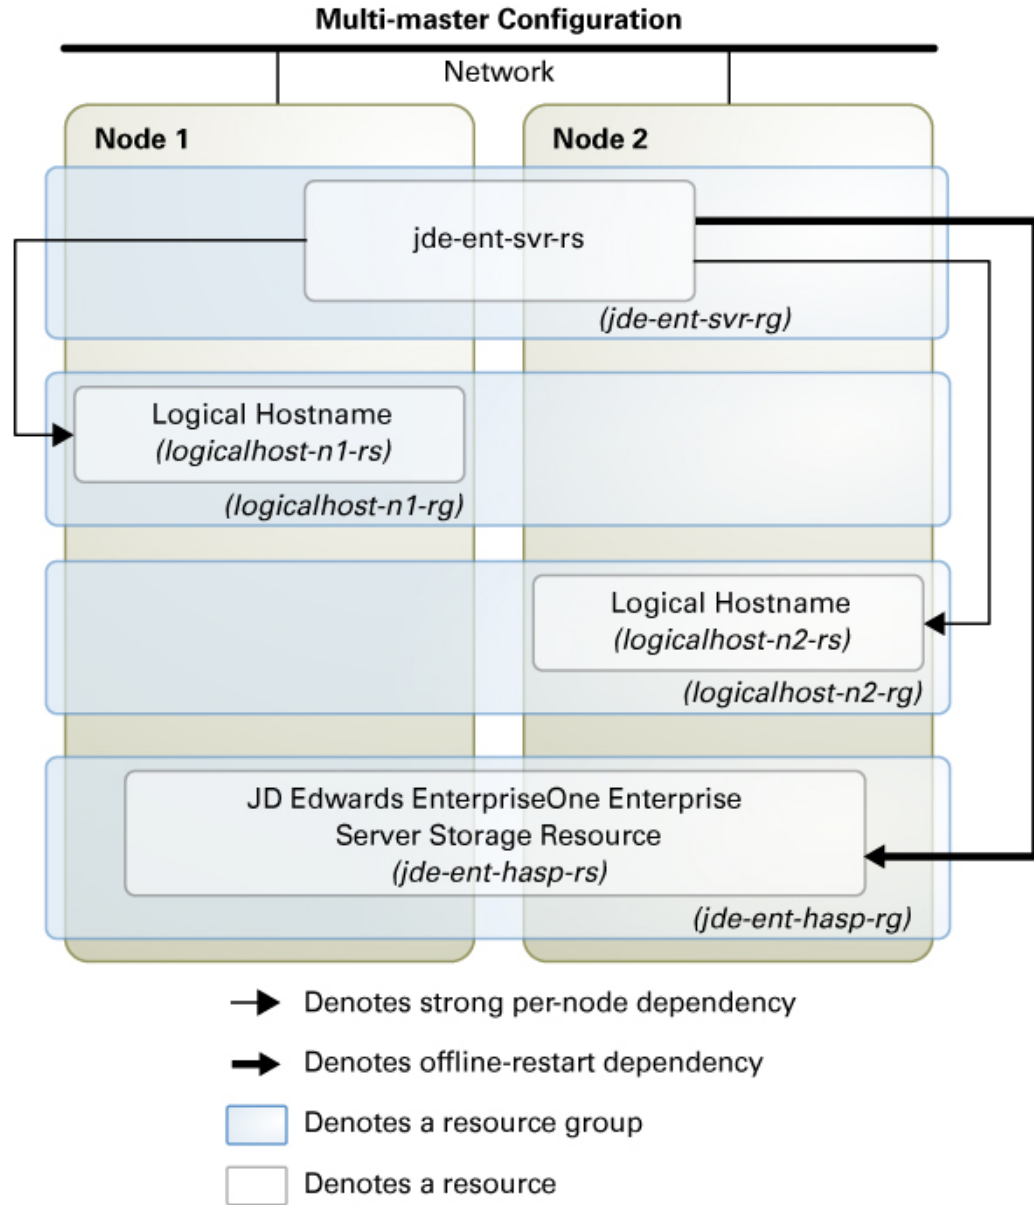 Multi-master Configuration
Network
Node 1
Node 2
jde-ent-svr-rs
(jde-ent-svr-rg)
Logical Hostname
(logicalhost-n1-rs)
(logicalhost-n1-rg)
Logical Hostname
(logicalhost-n2-rs)
(logicalhost-n2-rg)
JD Edwards EnterpriseOne Enterprise
Server Storage Resource
(jde-ent-hasp-rs)
(jde-ent-hasp-rg)
Denotes strong per-node dependency
Denotes offline-restart dependency
Denotes a resource group
Denotes a resource